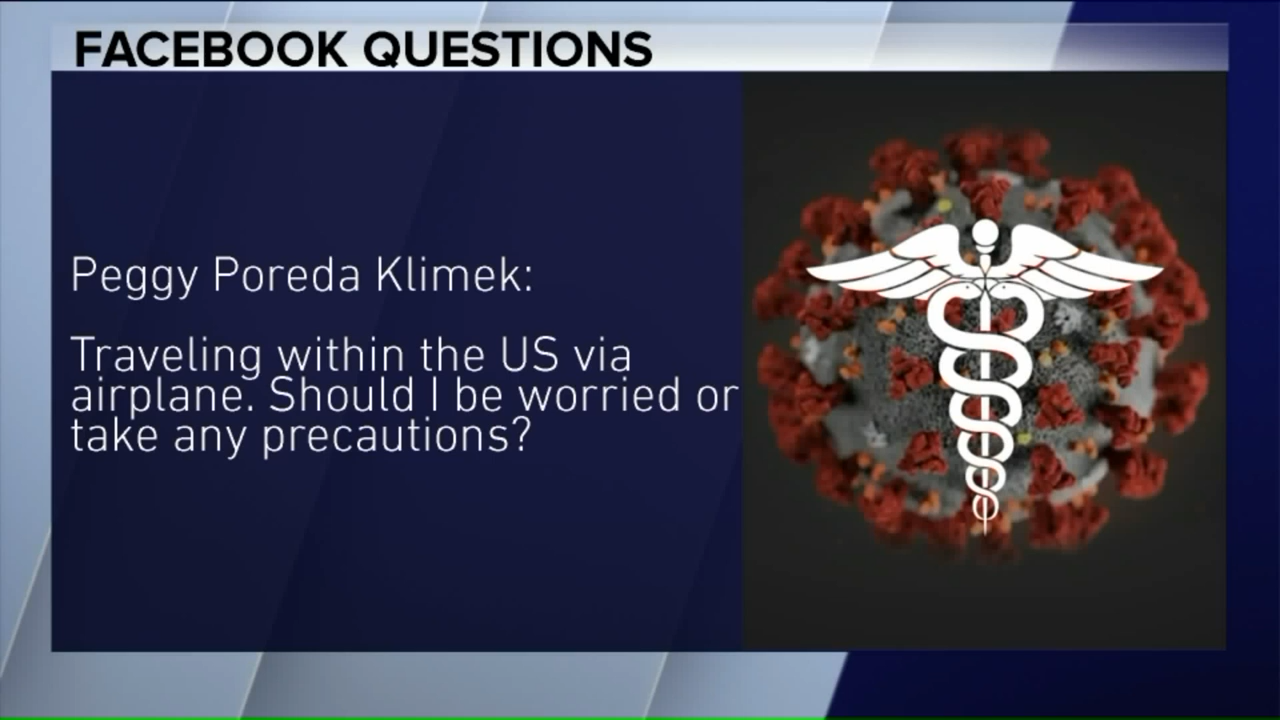 FACEBOOK QUESTIONS
Peggy Poreda Klimek:
Traveling within the US via
airplane. Should I be worried or
take any precautions?